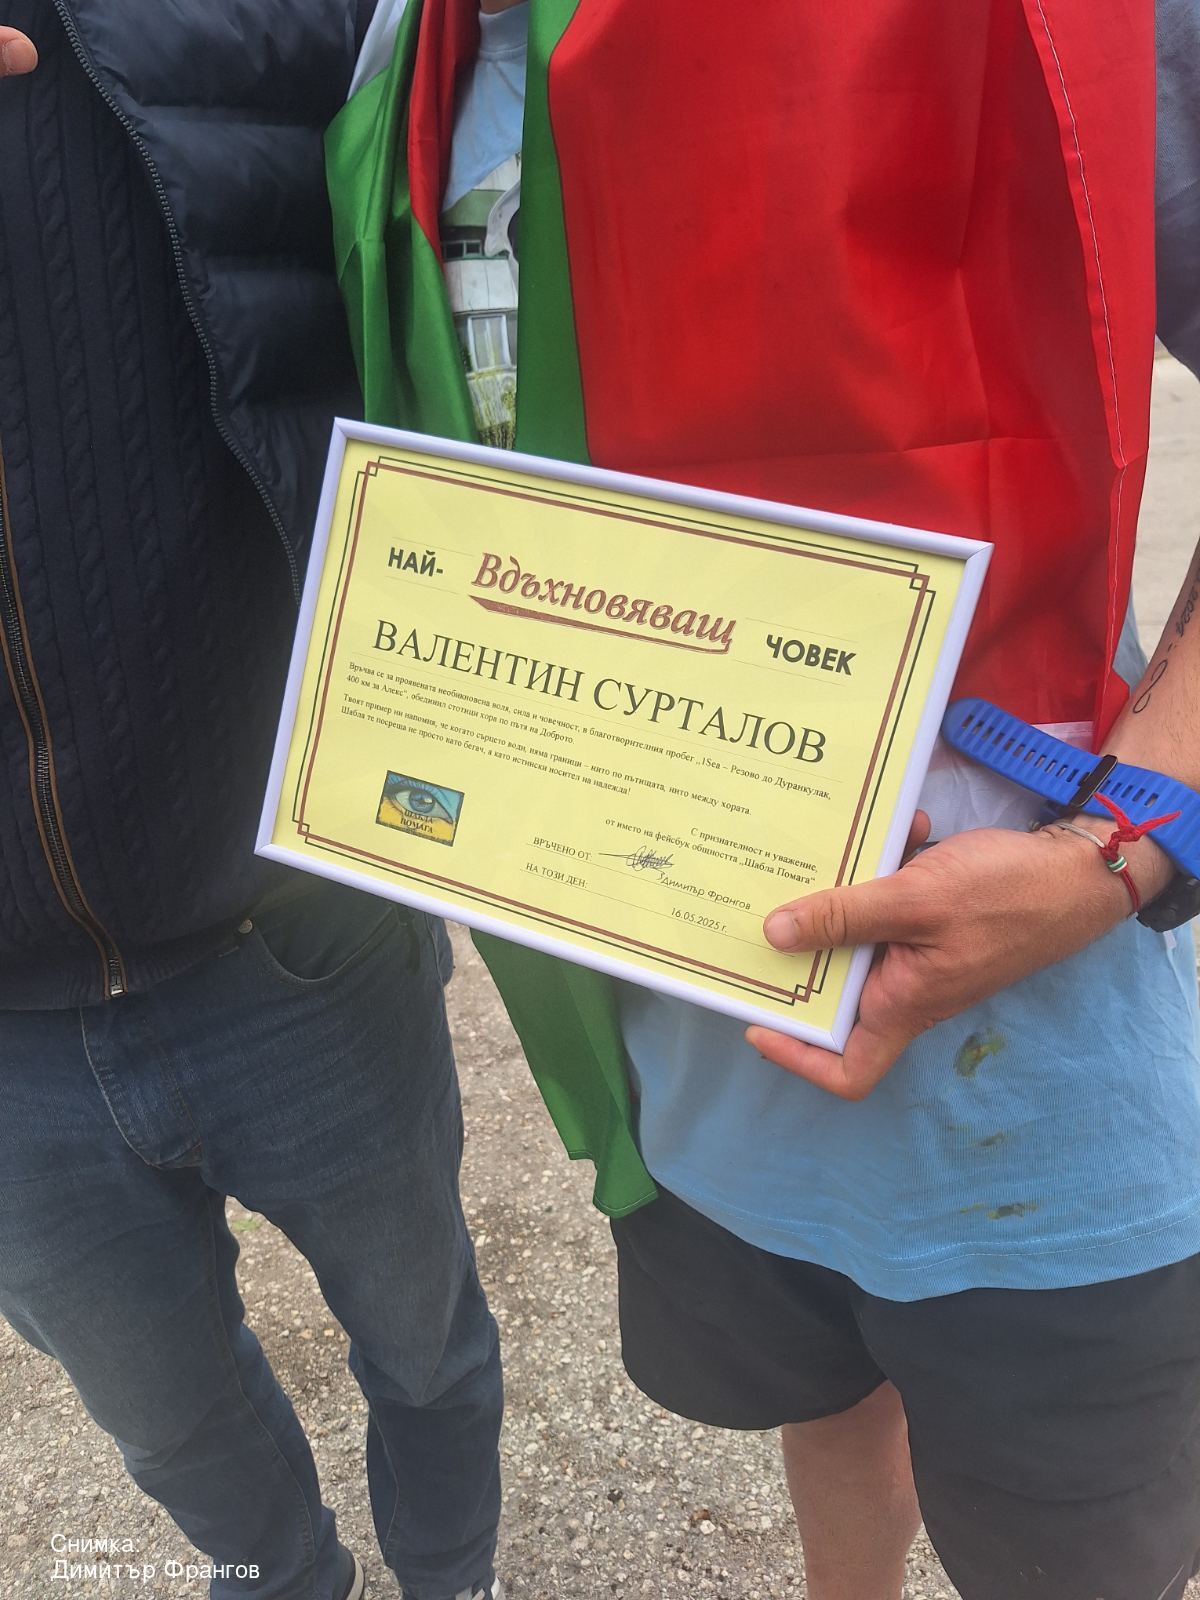 НАЙ- Вдъхновяващ ЧОВЕК
ВАЛЕНТИН СУРТАЛОВ
Връчва се за проявената необикновена воля, сила и човечност, в благотворителния пробег „1Sea – Резово до Дуранкулак,
400 км за Алекс“, обединил стотици хора по пътя на Доброто.
Твоят пример ни напомня, че когато сърцето води, няма граници – нито по пътищата, нито между хората.
Шабла те посреща не просто като бегач, а като истински носител на надежда!
С признателност и уважение,
от името на фейсбук общността „Шабла Помага“
ШАБЛА
ПОМАГА
ВРЪЧЕНО ОТ:
Димитър Франгов
НА ТОЗИ ДЕН:
16.05.2025 г.
Снимка:
Димитър Франгов